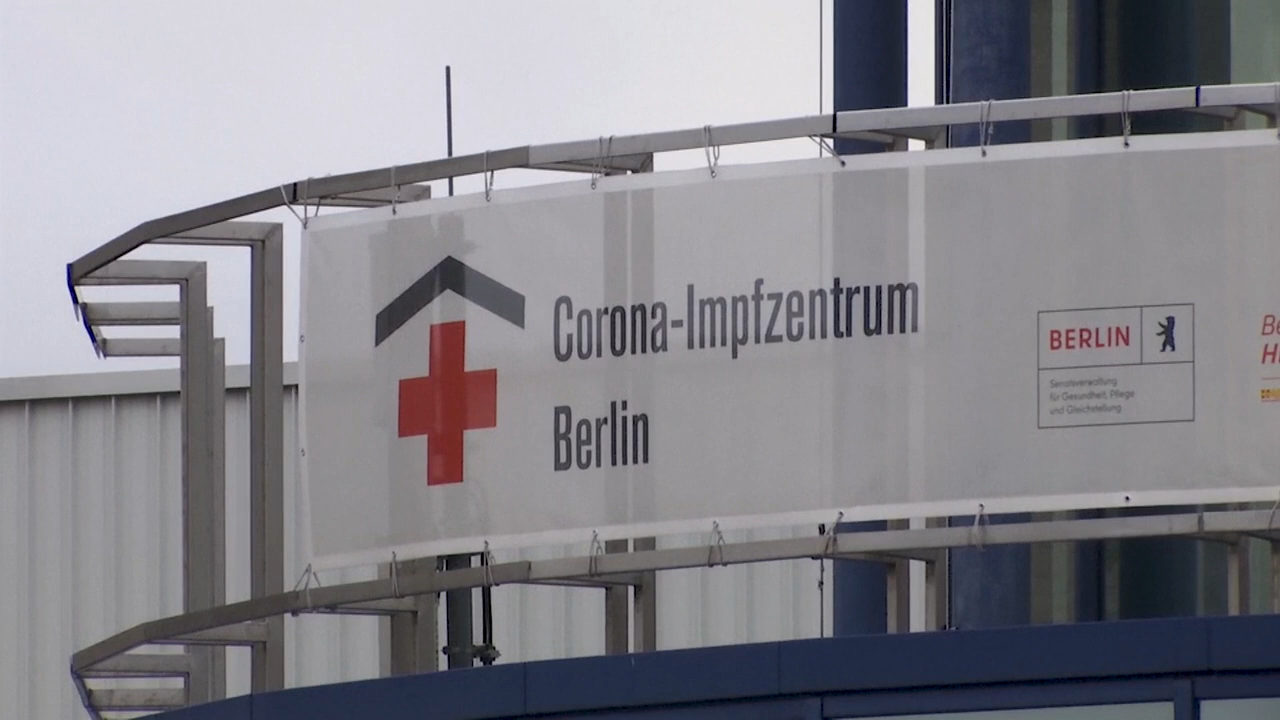 Corona-Impfzentrum
Berlin
BERLIN
Senatsverwaltung
für Gesundheit, Pflege
und Gleichstellung